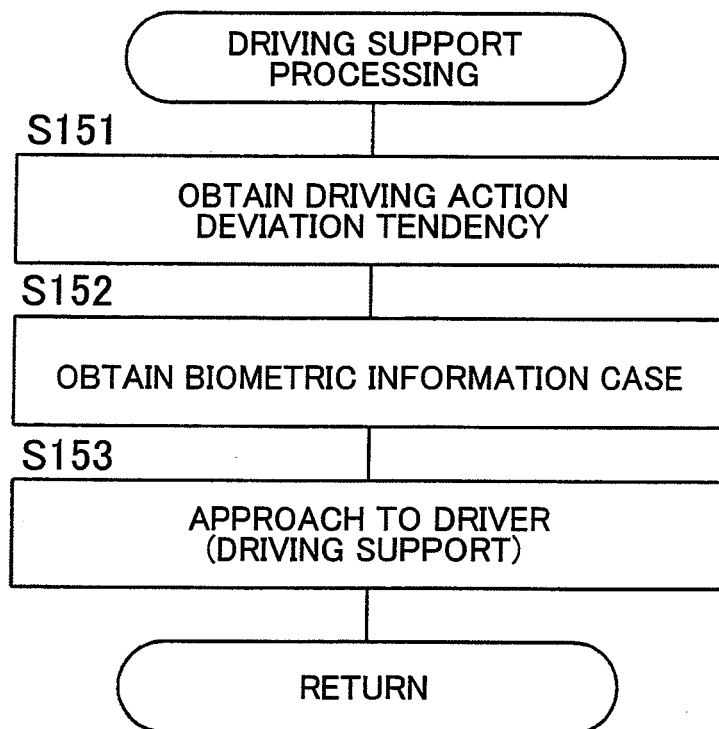 DRIVING SUPPORT
PROCESSING
S151
OBTAIN DRIVING ACTION
DEVIATION TENDENCY
S152
OBTAIN BIOMETRIC INFORMATION CASE
S153
APPROACH TO DRIVER
(DRIVING SUPPORT)
RETURN